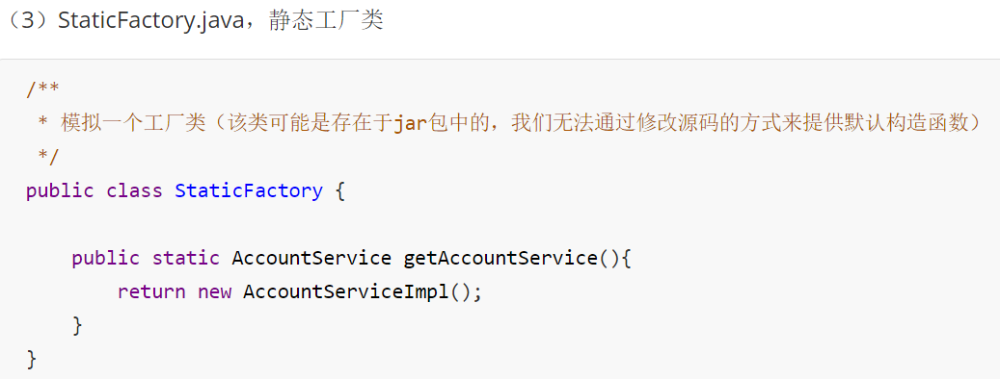 （3）StaticFactory.java，静态工厂类
/**
 * 模拟一个工厂类（该类可能是存在于jar包中的，我们无法通过修改源码的方式来提供默认构造函数）
 */
public class StaticFactory {
    public static AccountService getAccountService(){
        return new AccountServiceImpl();
    }
}